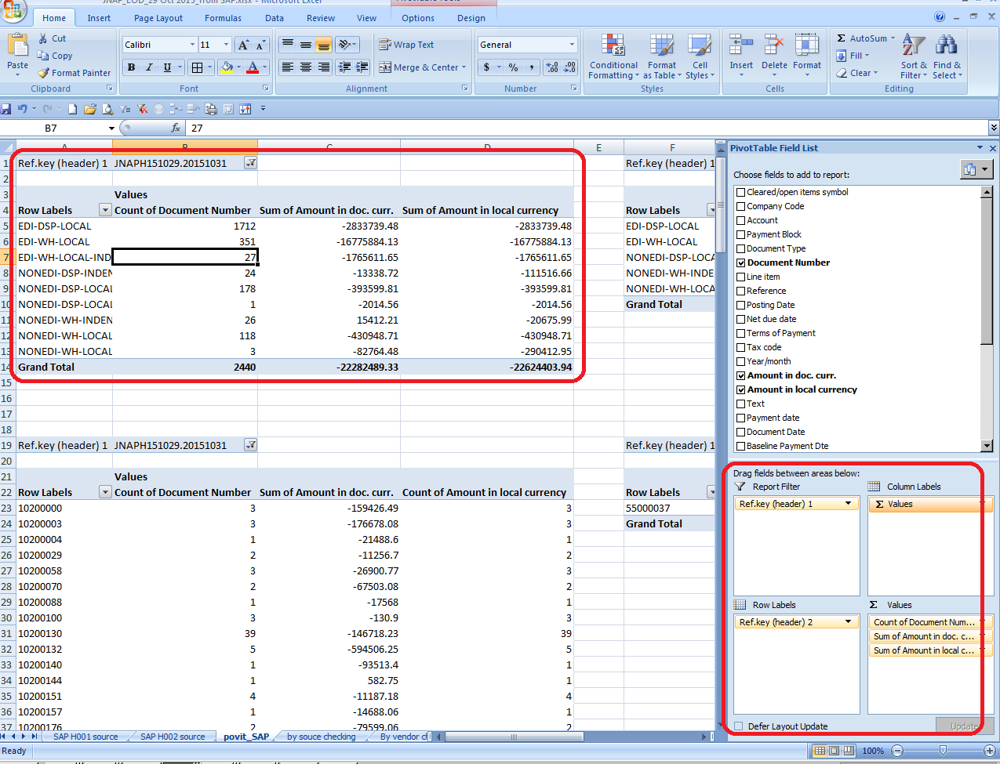 JNAP_EOD_29 Oct 2015_from SAP.xlsx - Microsoft Excel
PivotTable Tools
Home Insert Page Layout Formulas Data Review View Options Design
Cut
Copy
Format Painter
Paste
Clipboard
Calibri 11
B I U
Font
Wrap Text
Merge & Center
Alignment
General
$ % ,
Number
Conditional Formatting
Format as Table
Cell Styles
Styles
Insert Delete Format
Cells
AutoSum
Fill
Clear
Sort & Filter
Find & Select
Editing
B7 fx 27
A B C D E F
1 Ref.key (header) 1 JNAPH151029.20151031 Ref.key (header) 1
2
3 Values
4 Row Labels Count of Document Number Sum of Amount in doc. curr. Sum of Amount in local currency Row Labels
5 EDI-DSP-LOCAL 1712 -2833739.48 -2833739.48 EDI-DSP-LOCAL
6 EDI-WH-LOCAL 351 -16775884.13 -16775884.13 EDI-WH-LOCAL
7 EDI-WH-LOCAL-IND 27 -1765611.65 -1765611.65 NONEDI-DSP-LOCA
8 NONEDI-DSP-INDEN 24 -13338.72 -111516.66 NONEDI-WH-INDE
9 NONEDI-DSP-LOCAL 178 -393599.81 -393599.81 NONEDI-WH-LOCA
10 NONEDI-DSP-LOCAL 1 -2014.56 -2014.56 Grand Total
11 NONEDI-WH-INDEN 26 15412.21 -20675.99
12 NONEDI-WH-LOCAL 118 -430948.71 -430948.71
13 NONEDI-WH-LOCAL 3 -82764.48 -290412.95
14 Grand Total 2440 -22282489.33 -22624403.94
15
16
17
18
19 Ref.key (header) 1 JNAPH151029.20151031 Ref.key (header) 1
20
21 Values
22 Row Labels Count of Document Number Sum of Amount in doc. curr. Count of Amount in local currency Row Labels
23 10200000 3 -159426.49 3 55000037
24 10200003 3 -176678.08 3 Grand Total
25 10200004 1 -21488.6 1
26 10200029 2 -11256.7 2
27 10200058 3 -26900.77 3
28 10200070 2 -67503.08 2
29 10200088 1 -17568 1
30 10200100 3 -130.9 3
31 10200130 39 -146718.23 39
32 10200132 5 -594506.25 5
33 10200140 1 -93513.4 1
34 10200144 1 582.75 1
35 10200151 4 -11187.18 4
36 10200157 1 -14688.06 1
37 10200176 2 -79599.06 2
SAP H001 source SAP H002 source povit_SAP by souce checking By vendor ch
Ready 100%
PivotTable Field List
Choose fields to add to report:
Cleared/open items symbol
Company Code
Account
Payment Block
Document Type
Document Number
Line item
Reference
Posting Date
Net due date
Terms of Payment
Tax code
Year/month
Amount in doc. curr.
Amount in local currency
Text
Payment date
Document Date
Baseline Payment Dte
Drag fields between areas below:
Report Filter Column Labels
Ref.key (header) 1 Σ Values
Row Labels Σ Values
Ref.key (header) 2 Count of Document Num...
Sum of Amount in doc. c...
Sum of Amount in local c...
Defer Layout Update Update